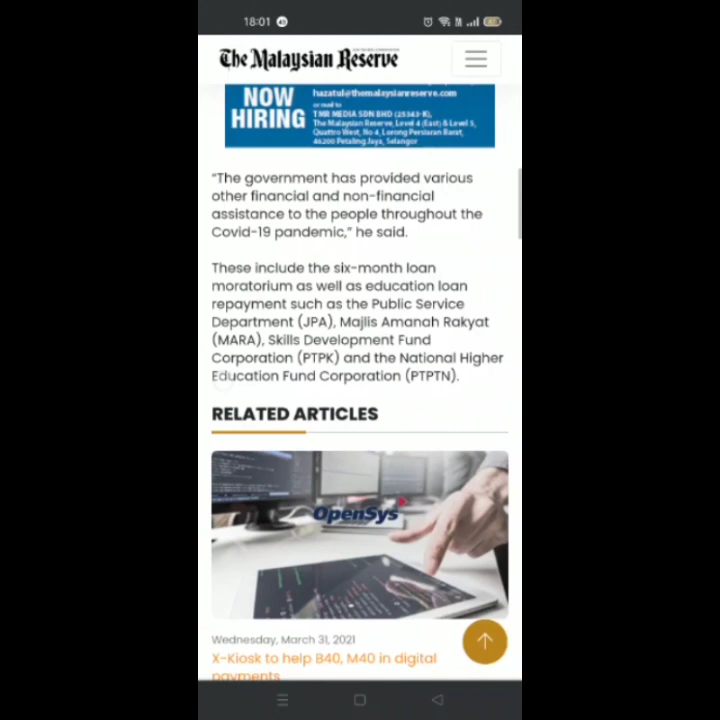 18:01
The Malaysian Reserve
NOW
HIRING
hazatul@themalaysianreserve.com
or mail to
TMR MEDIA SDN BHD (25343-K),
The Malaysian Reserve, Level 4 (East) & Level 5,
Quattro West, No 4, Lorong Persiaran Barat,
46200 Petaling Jaya, Selangor
“The government has provided various
other financial and non-financial
assistance to the people throughout the
Covid-19 pandemic,” he said.
These include the six-month loan
moratorium as well as education loan
repayment such as the Public Service
Department (JPA), Majlis Amanah Rakyat
(MARA), Skills Development Fund
Corporation (PTPK) and the National Higher
Education Fund Corporation (PTPTN).
RELATED ARTICLES
OpenSys
Wednesday, March 31, 2021
X-Kiosk to help B40, M40 in digital
payments